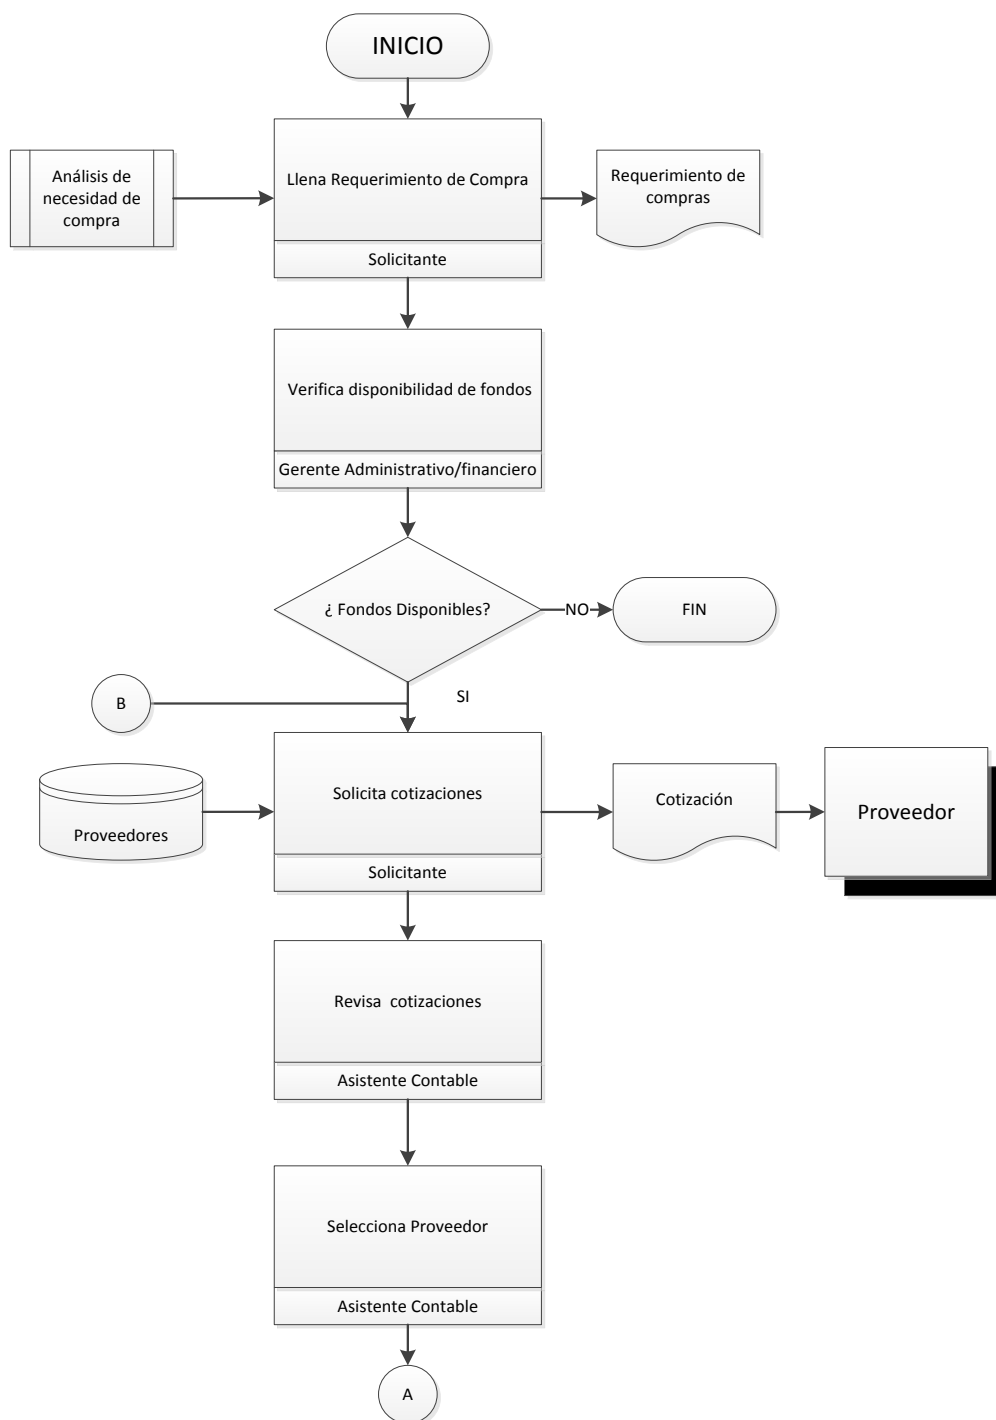 INICIO
Análisis de
necesidad de
compra
Llena Requerimiento de Compra
Solicitante
Requerimiento de
compras
Verifica disponibilidad de fondos
Gerente Administrativo/financiero
¿ Fondos Disponibles?
NO
FIN
SI
B
Proveedores
Solicita cotizaciones
Solicitante
Cotización
Proveedor
Revisa  cotizaciones
Asistente Contable
Selecciona Proveedor
Asistente Contable
A